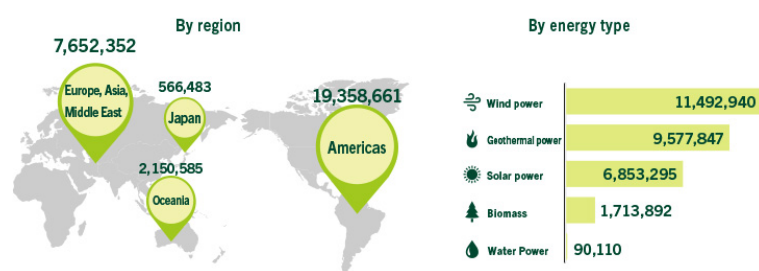 By region
7,652,352
Europe, Asia,
Middle East
566,483
Japan
2,150,585
Oceania
19,358,661
Americas
By energy type
Wind power 11,492,940
Geothermal power 9,577,847
Solar power 6,853,295
Biomass 1,713,892
Water Power 90,110